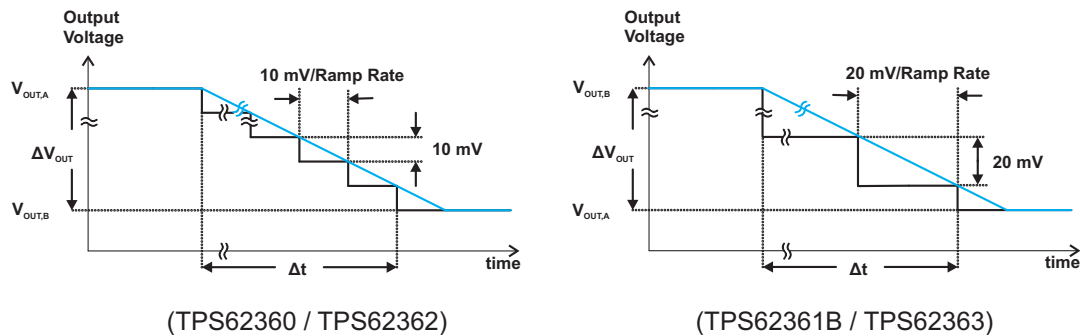 Output
Voltage
10 mV/Ramp Rate
V_OUT,A
ΔV_OUT
10 mV
V_OUT,B
time
Δt
(TPS62360 / TPS62362)
Output
Voltage
20 mV/Ramp Rate
V_OUT,B
ΔV_OUT
20 mV
V_OUT,A
time
Δt
(TPS62361B / TPS62363)